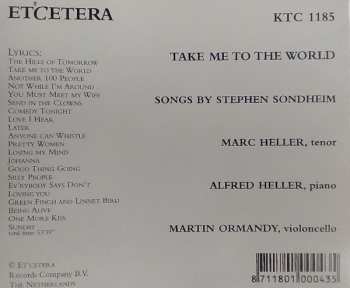 ET'CETERA
KTC 1185
LYRICS:
THE HILLS OF TOMORROW
TAKE ME TO THE WORLD
ANOTHER 100 PEOPLE
NOT WHILE I'M AROUND
YOU MUST MEET MY WIFE
SEND IN THE CLOWNS
COMEDY TONIGHT
LOVE I HEAR
LATER
ANYONE CAN WHISTLE
PRETTY WOMEN
LOSING MY MIND
JOHANNA
GOOD THING GOING
SILLY PEOPLE
EV'RYBODY SAYS DON'T
LOVING YOU
GREEN FINCH AND LINNET BIRD
BEING ALIVE
ONE MORE KISS
SUNDAY
TAKE ME TO THE WORLD
SONGS BY STEPHEN SONDHEIM
MARC HELLER, tenor
ALFRED HELLER, piano
MARTIN ORMANDY, violoncello
© ET'CETERA
RECORDS COMPANY B.V.
THE NETHERLANDS
8 711801 000435